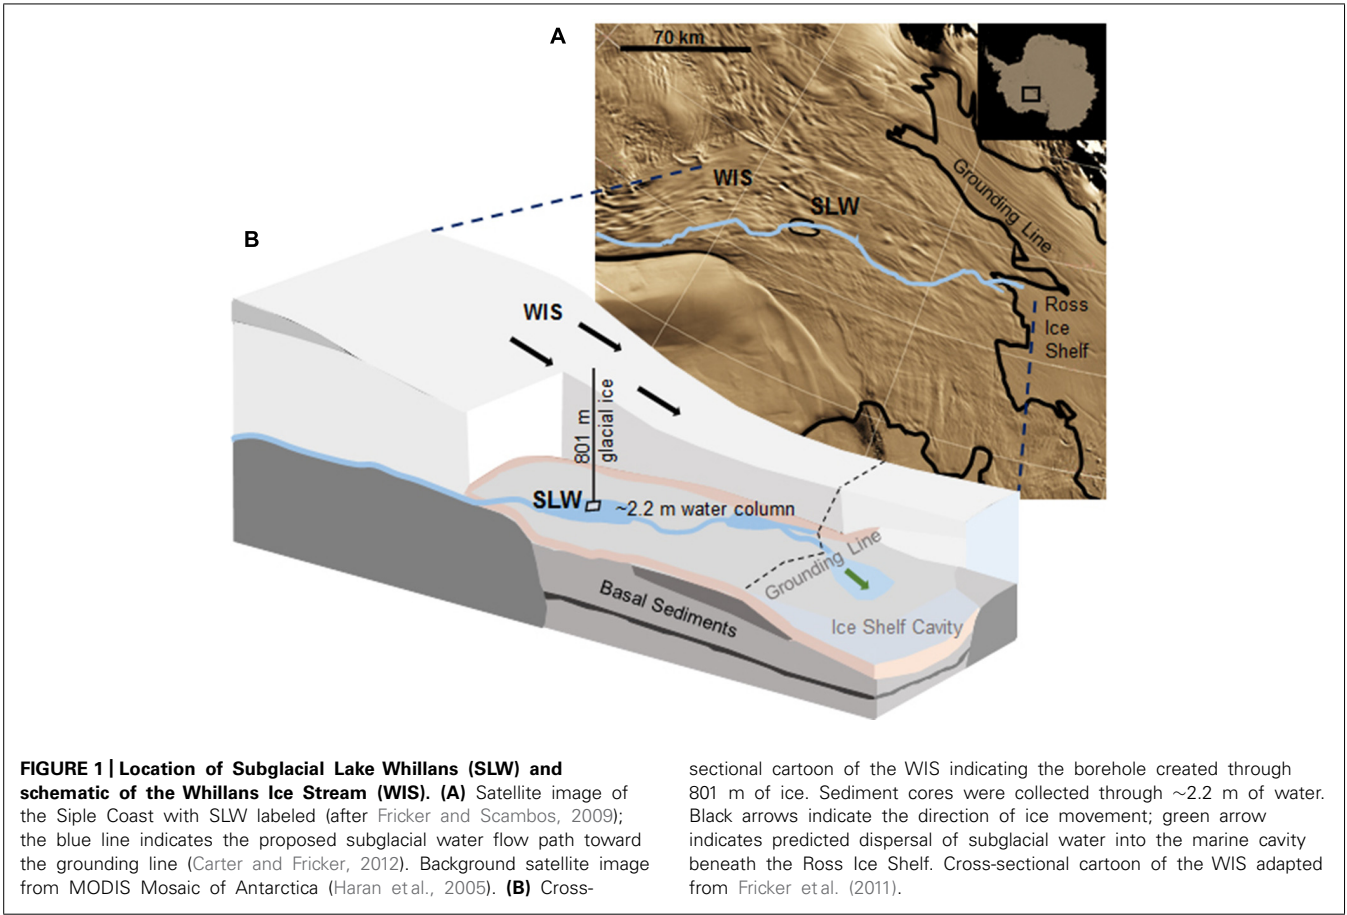 A
70 km
WIS
SLW
Grounding Line
Ross
Ice
Shelf
B
WIS
801 m
glacial ice
SLW
~2.2 m water column
Grounding Line
Basal Sediments
Ice Shelf Cavity
FIGURE 1 | Location of Subglacial Lake Whillans (SLW) and
schematic of the Whillans Ice Stream (WIS). (A) Satellite image of
the Siple Coast with SLW labeled (after Fricker and Scambos, 2009);
the blue line indicates the proposed subglacial water flow path toward
the grounding line (Carter and Fricker, 2012). Background satellite image
from MODIS Mosaic of Antarctica (Haran et al., 2005). (B) Cross-
sectional cartoon of the WIS indicating the borehole created through
801 m of ice. Sediment cores were collected through ~2.2 m of water.
Black arrows indicate the direction of ice movement; green arrow
indicates predicted dispersal of subglacial water into the marine cavity
beneath the Ross Ice Shelf. Cross-sectional cartoon of the WIS adapted
from Fricker et al. (2011).